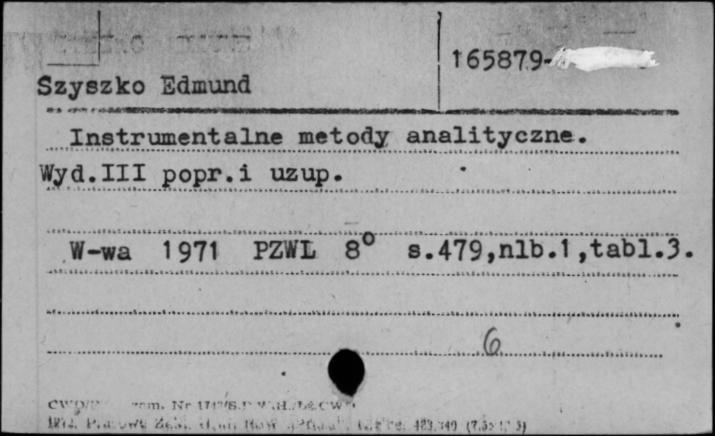 165879-
Szyszko Edmund
Instrumentalne metody analityczne.
Wyd.III popr.i uzup.
W-wa 1971 PZWL 8° s.479,nlb.1,tabl.3.
6